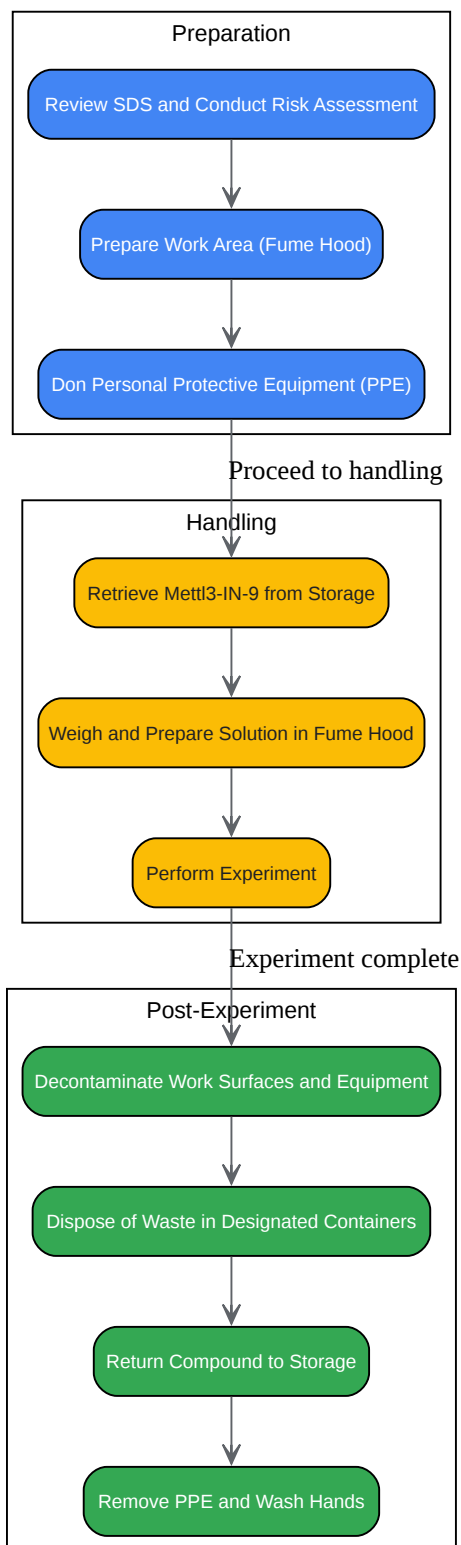 Preparation
Review SDS and Conduct Risk Assessment
Prepare Work Area (Fume Hood)
Don Personal Protective Equipment (PPE)
Proceed to handling
Handling
Retrieve Mettl3-IN-9 from Storage
Weigh and Prepare Solution in Fume Hood
Perform Experiment
Experiment complete
Post-Experiment
Decontaminate Work Surfaces and Equipment
Dispose of Waste in Designated Containers
Return Compound to Storage
Remove PPE and Wash Hands